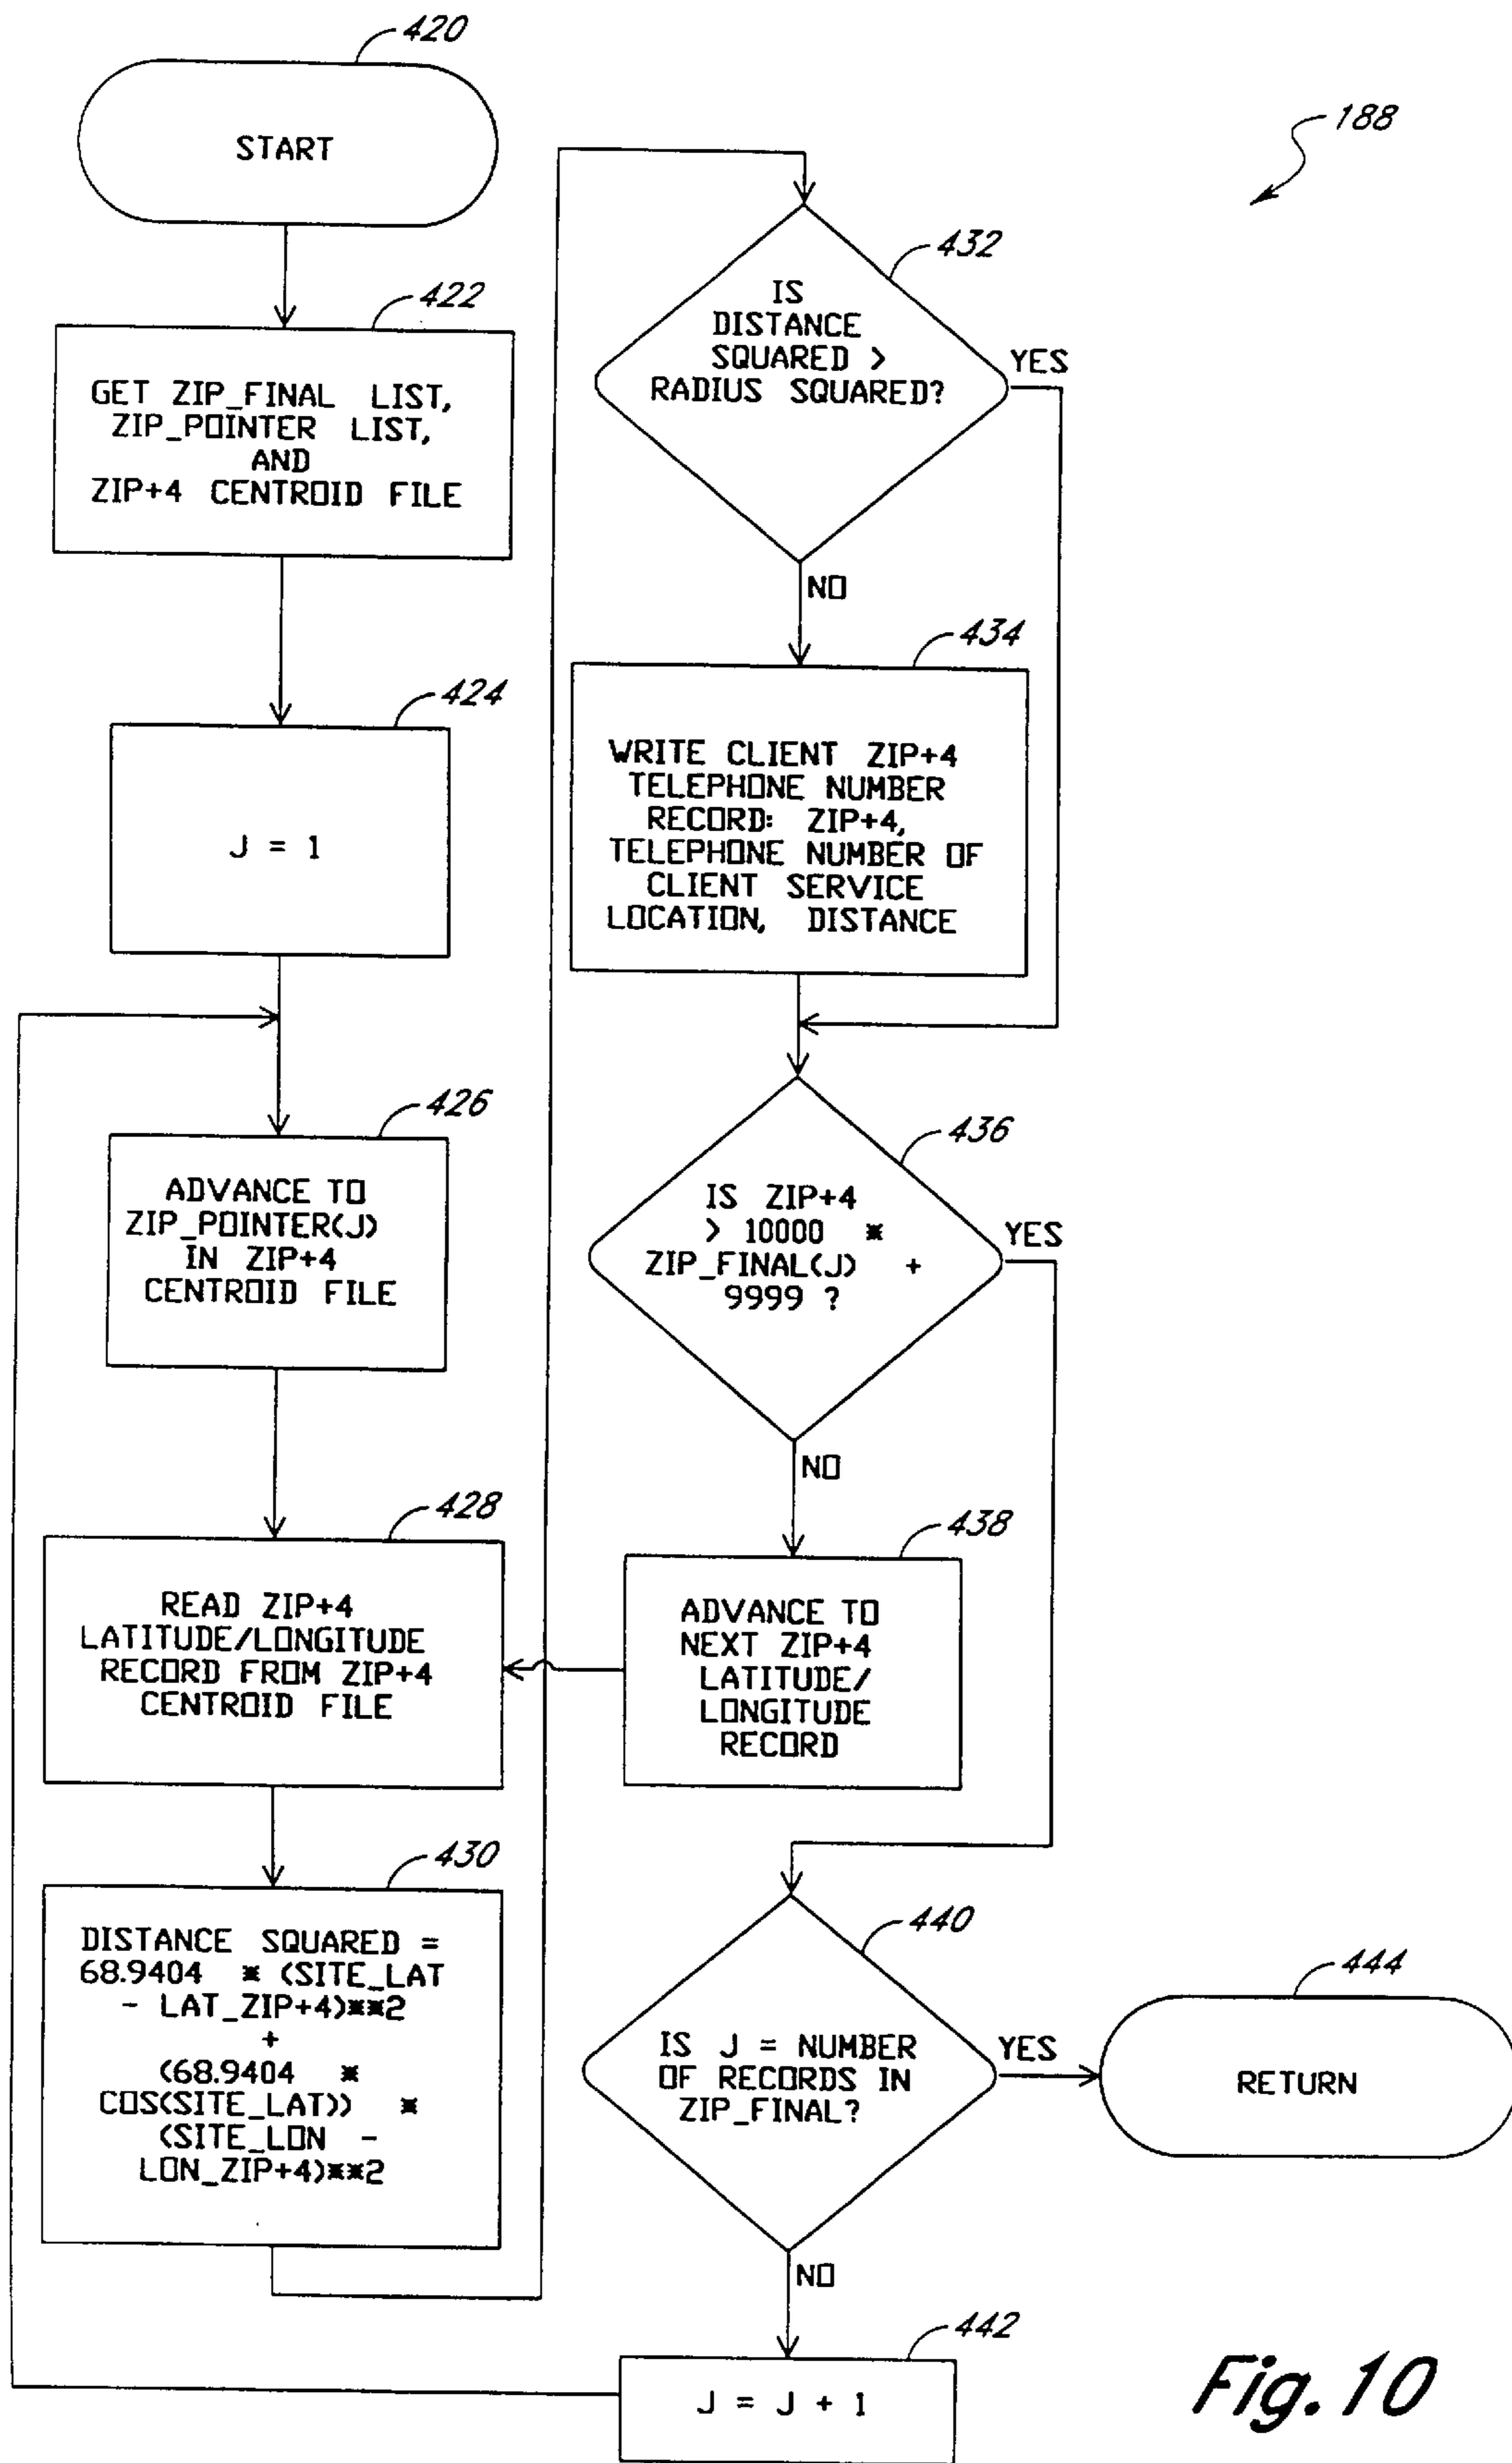 420
START
188
422
GET ZIP_FINAL LIST,
ZIP_POINTER LIST,
AND
ZIP+4 CENTROID FILE
424
J = 1
426
ADVANCE TO
ZIP_POINTER(J)
IN ZIP+4
CENTROID FILE
428
READ ZIP+4
LATITUDE/LONGITUDE
RECORD FROM ZIP+4
CENTROID FILE
430
DISTANCE SQUARED =
68.9404 * (SITE_LAT
- LAT_ZIP+4)**2
+
(68.9404 *
COS(SITE_LAT)) *
(SITE_LON -
LON_ZIP+4)**2
432
IS
DISTANCE
SQUARED >
RADIUS SQUARED?
YES
NO
434
WRITE CLIENT ZIP+4
TELEPHONE NUMBER
RECORD: ZIP+4,
TELEPHONE NUMBER OF
CLIENT SERVICE
LOCATION, DISTANCE
436
IS ZIP+4
> 10000 *
ZIP_FINAL(J) +
9999 ?
YES
NO
438
ADVANCE TO
NEXT ZIP+4
LATITUDE/
LONGITUDE
RECORD
440
IS J = NUMBER
OF RECORDS IN
ZIP_FINAL?
YES
NO
444
RETURN
442
J = J + 1
Fig. 10